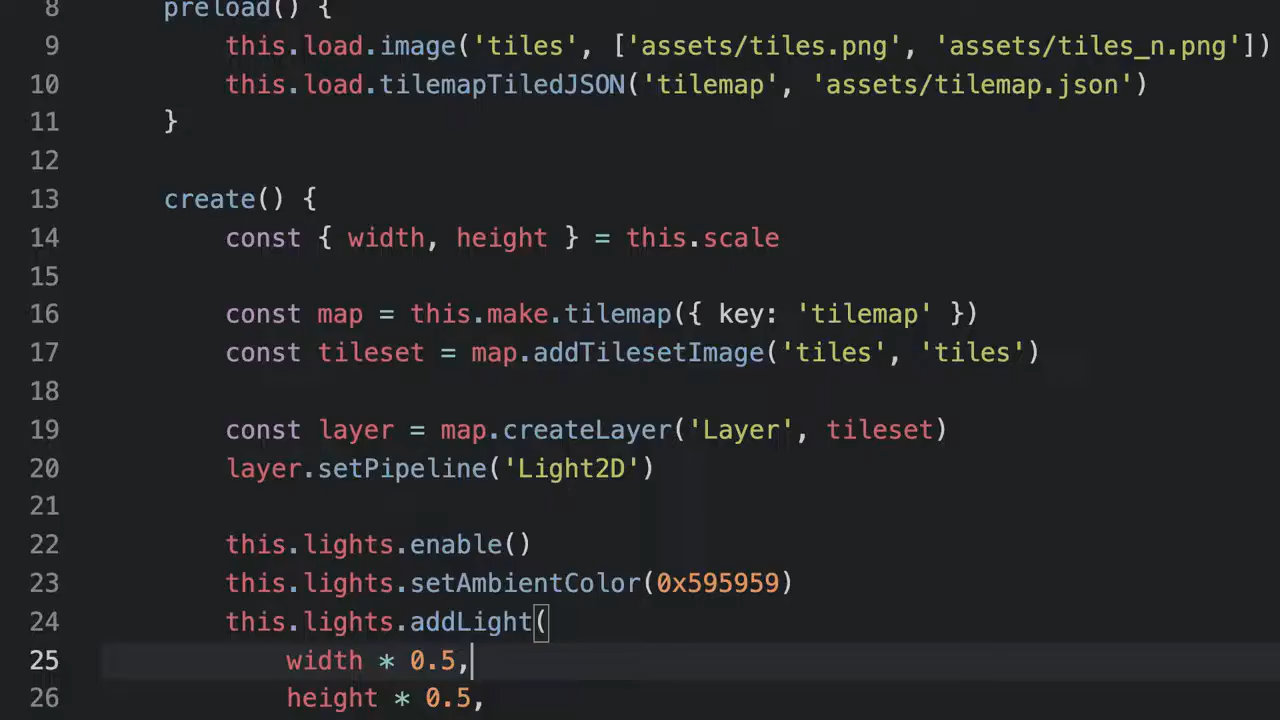 8 preload() {
9 this.load.image('tiles', ['assets/tiles.png', 'assets/tiles_n.png'])
10 this.load.tilemapTiledJSON('tilemap', 'assets/tilemap.json')
11 }
12
13 create() {
14 const { width, height } = this.scale
15
16 const map = this.make.tilemap({ key: 'tilemap' })
17 const tileset = map.addTilesetImage('tiles', 'tiles')
18
19 const layer = map.createLayer('Layer', tileset)
20 layer.setPipeline('Light2D')
21
22 this.lights.enable()
23 this.lights.setAmbientColor(0x595959)
24 this.lights.addLight(
25 width * 0.5,
26 height * 0.5,